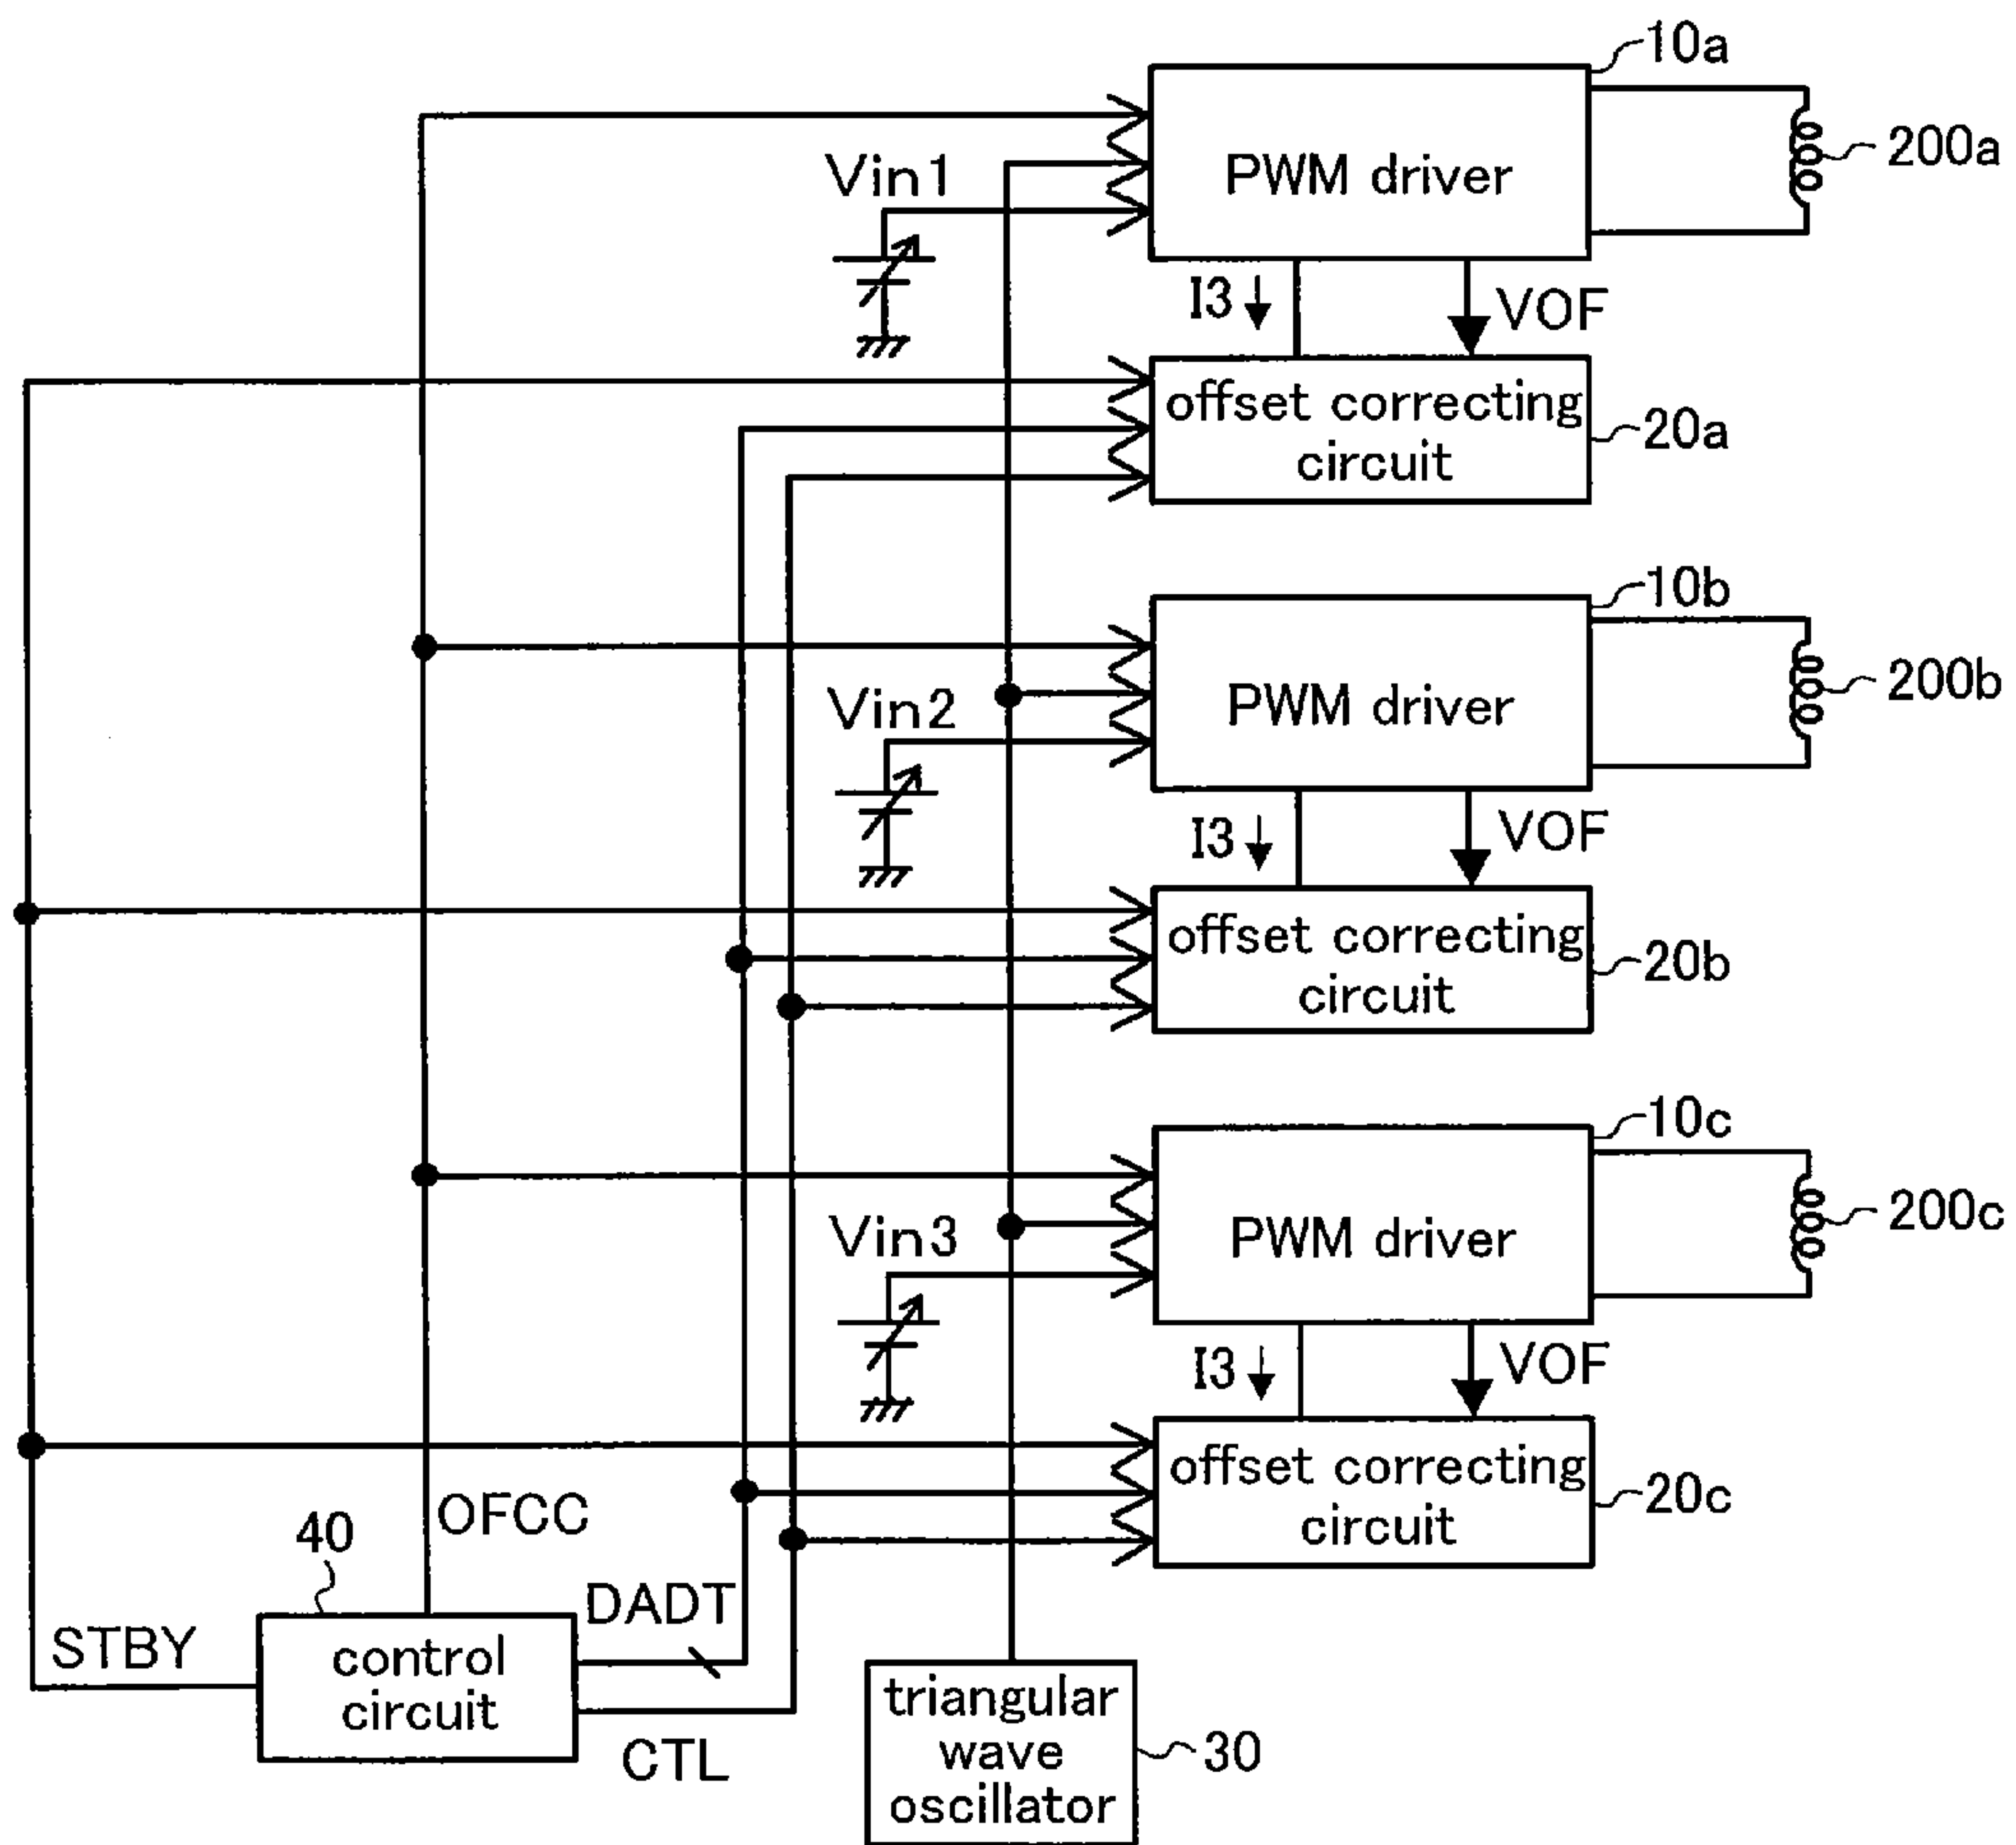 10a
PWM driver
200a
Vin1
I3
VOF
offset correcting
circuit
20a
10b
PWM driver
200b
Vin2
I3
VOF
offset correcting
circuit
20b
10c
PWM driver
200c
Vin3
I3
VOF
offset correcting
circuit
20c
OFCC
40
DADT
STBY
control
circuit
CTL
triangular
wave
oscillator
30